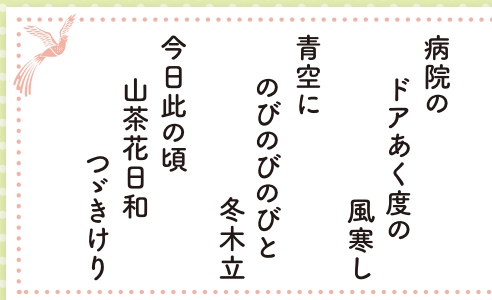 病院の
ドアあく度の
風寒し
青空に
のびのびのびと
冬木立
今日此の頃
山茶花日和
つゞきけり